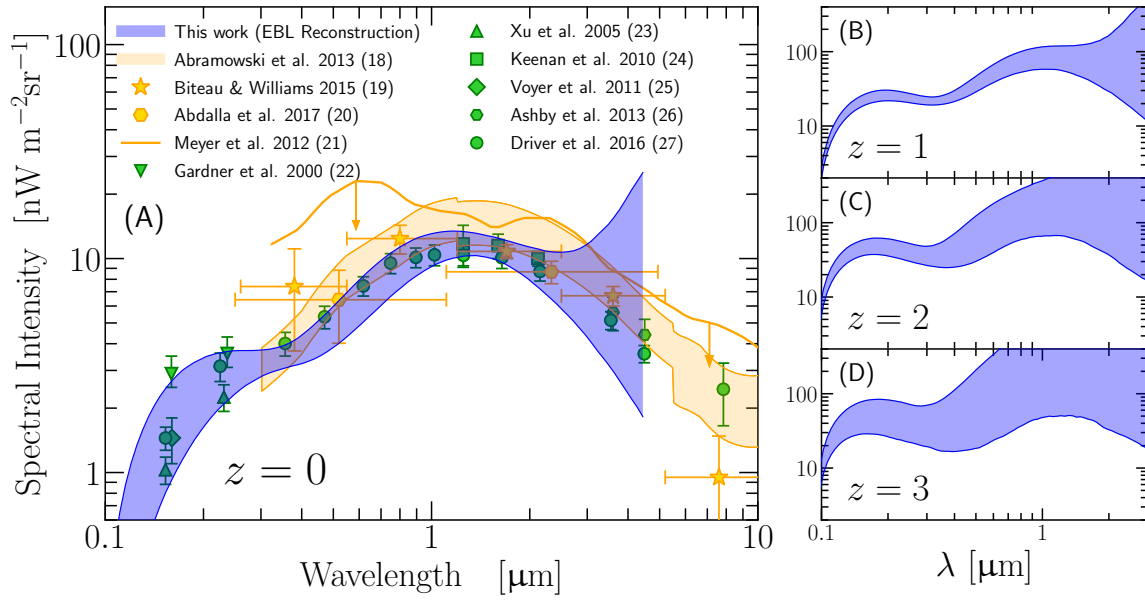 This work (EBL Reconstruction)
Abramowski et al. 2013 (18)
Biteau & Williams 2015 (19)
Abdalla et al. 2017 (20)
Meyer et al. 2012 (21)
Gardner et al. 2000 (22)
Xu et al. 2005 (23)
Keenan et al. 2010 (24)
Voyer et al. 2011 (25)
Ashby et al. 2013 (26)
Driver et al. 2016 (27)
(A)
z = 0
Spectral Intensity [nW m−2sr−1]
100
10
1
0.1
1
10
Wavelength [μm]
(B)
z = 1
100
10
(C)
z = 2
100
10
(D)
z = 3
100
10
0.1
1
λ [μm]